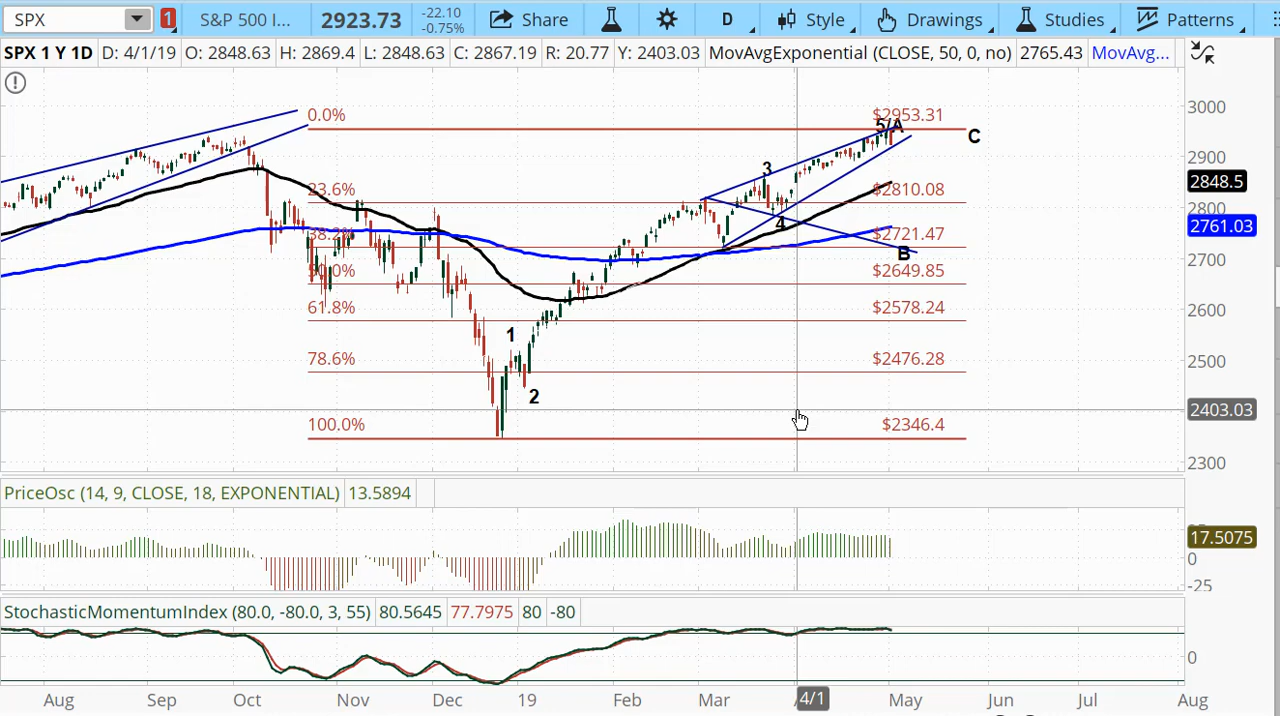 SPX 1 S&P 500 I... 2923.73 -22.10 -0.75% Share D Style Drawings Studies Patterns
SPX 1 Y 1D D: 4/1/19 O: 2848.63 H: 2869.4 L: 2848.63 C: 2867.19 R: 20.77 Y: 2403.03 MovAvgExponential (CLOSE, 50, 0, no) 2765.43 MovAvg...
0.0% $2953.31 3000
5/A C
3 2900
23.6% $2810.08 2848.5
4 2800
38.2% $2721.47 2761.03
B
50.0% $2649.85 2700
61.8% $2578.24 2600
1
78.6% $2476.28 2500
2
2403.03
100.0% $2346.4
2300
PriceOsc (14, 9, CLOSE, 18, EXPONENTIAL) 13.5894
17.5075
0
-25
StochasticMomentumIndex (80.0, -80.0, 3, 55) 80.5645 77.7975 80 -80
0
Aug Sep Oct Nov Dec 19 Feb Mar 4/1 May Jun Jul Aug